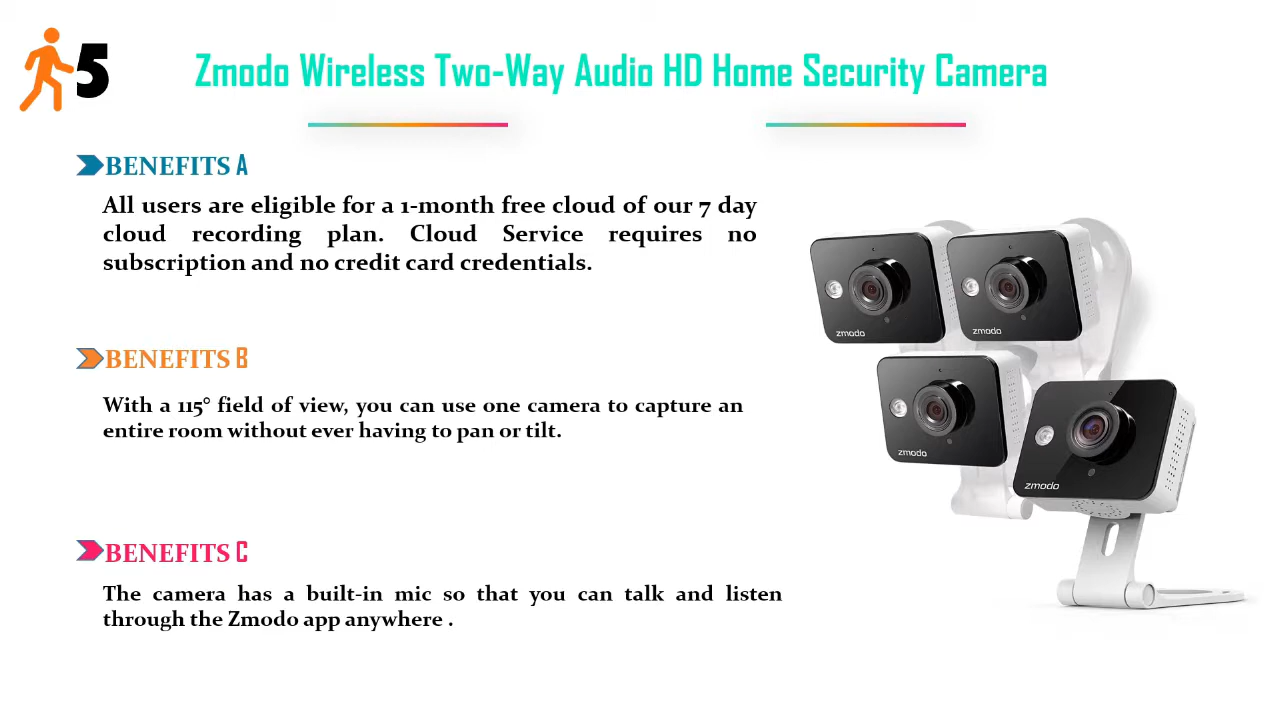 5
Zmodo Wireless Two-Way Audio HD Home Security Camera
BENEFITS A
All users are eligible for a 1-month free cloud of our 7 day
cloud recording plan. Cloud Service requires no
subscription and no credit card credentials.
BENEFITS B
With a 115° field of view, you can use one camera to capture an
entire room without ever having to pan or tilt.
BENEFITS C
The camera has a built-in mic so that you can talk and listen
through the Zmodo app anywhere .
zmodo
zmodo
zmodo
zmodo